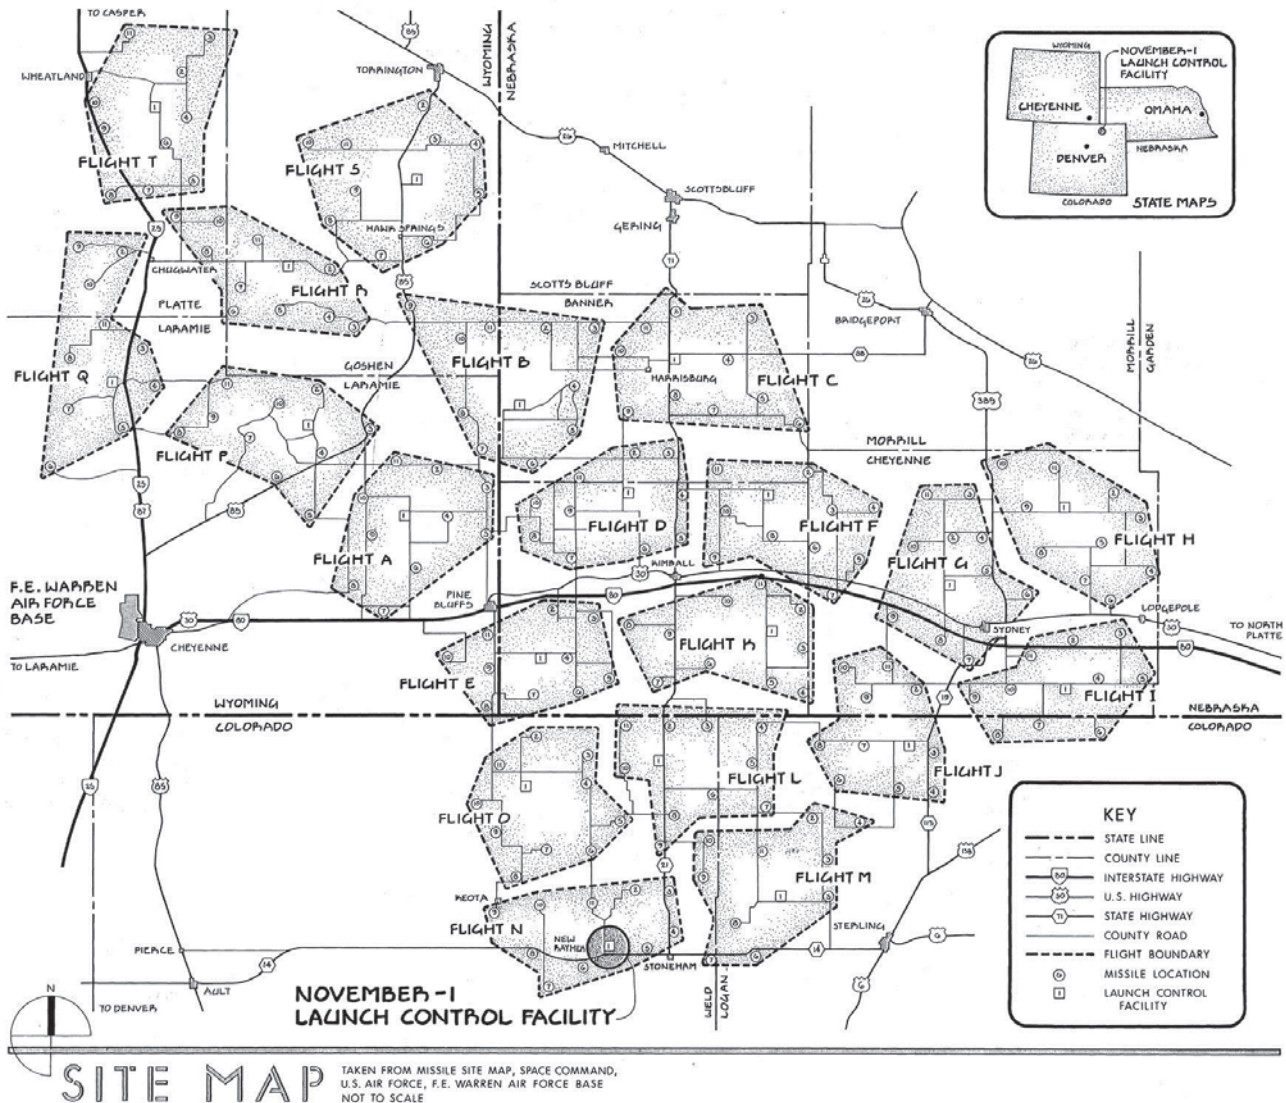 TO CASPER
WHEATLAND
TORRINGTON
WYOMING
NEBRASKA
MITCHELL
SCOTTSBLUFF
GERING
FLIGHT T
FLIGHT S
HAWK SPRINGS
CHUGWATER
PLATTE
LARAMIE
FLIGHT R
SCOTTS BLUFF
BANNER
BRIDGEPORT
MORRILL
GARDEN
GOSHEN
LARAMIE
FLIGHT Q
FLIGHT B
HARRISBURG
FLIGHT C
FLIGHT P
MORRILL
CHEYENNE
FLIGHT A
FLIGHT D
FLIGHT F
FLIGHT G
FLIGHT H
F.E. WARREN
AIR FORCE
BASE
PINE
BLUFFS
KIMBALL
SYDNEY
LODGEPOLE
TO NORTH
PLATTE
TO LARAMIE
CHEYENNE
FLIGHT E
FLIGHT K
FLIGHT I
WYOMING
COLORADO
NEBRASKA
COLORADO
FLIGHT O
FLIGHT L
FLIGHT J
FLIGHT M
KEOTA
FLIGHT N
NEW
RAYMER
STONEHAM
STERLING
PIERCE
AULT
TO DENVER
WELD
LOGAN
NOVEMBER-1
LAUNCH CONTROL FACILITY
WYOMING
NOVEMBER-1
LAUNCH CONTROL
FACILITY
CHEYENNE
OMAHA
DENVER
NEBRASKA
COLORADO
STATE MAPS
KEY
STATE LINE
COUNTY LINE
80 INTERSTATE HIGHWAY
30 U.S. HIGHWAY
71 STATE HIGHWAY
COUNTY ROAD
FLIGHT BOUNDARY
6 MISSILE LOCATION
1 LAUNCH CONTROL
FACILITY
N
SITE MAP
TAKEN FROM MISSILE SITE MAP, SPACE COMMAND,
U.S. AIR FORCE, F.E. WARREN AIR FORCE BASE
NOT TO SCALE